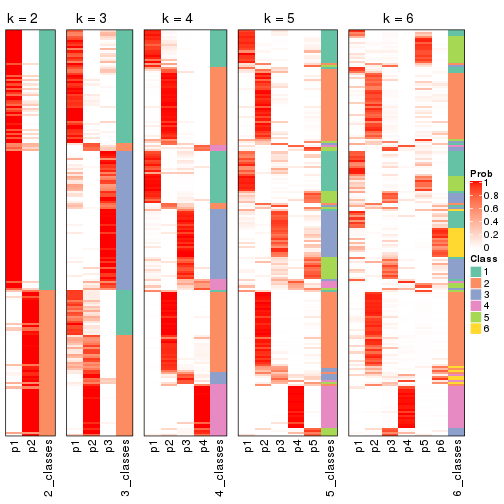 k = 2
k = 3
k = 4
k = 5
k = 6
p1
p2
2_classes
p1
p2
p3
3_classes
p1
p2
p3
p4
4_classes
p1
p2
p3
p4
p5
5_classes
p1
p2
p3
p4
p5
p6
6_classes
Prob
1
0.8
0.6
0.4
0.2
0
Class
1
2
3
4
5
6